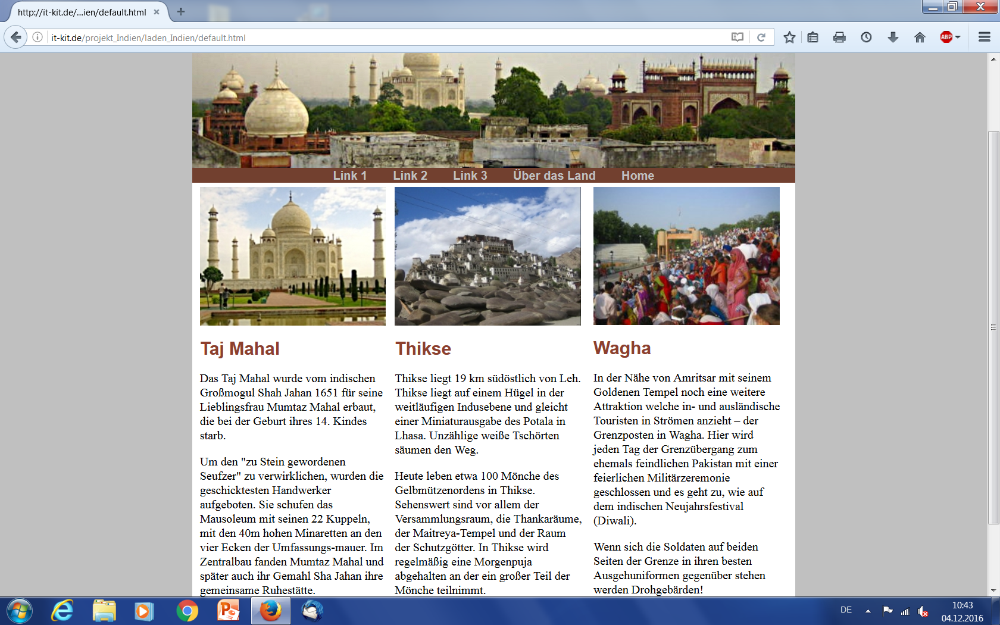 http://it-kit.de/...ien/default.html
it-kit.de/projekt_Indien/laden_Indien/default.html
ABP
Link 1 Link 2 Link 3 Über das Land Home
Taj Mahal
Das Taj Mahal wurde vom indischen
Großmogul Shah Jahan 1651 für seine
Lieblingsfrau Mumtaz Mahal erbaut,
die bei der Geburt ihres 14. Kindes
starb.
Um den "zu Stein gewordenen
Seufzer" zu verwirklichen, wurden die
geschicktesten Handwerker
aufgeboten. Sie schufen das
Mausoleum mit seinen 22 Kuppeln,
mit den 40m hohen Minaretten an den
vier Ecken der Umfassungs-mauer. Im
Zentralbau fanden Mumtaz Mahal und
später auch ihr Gemahl Sha Jahan ihre
gemeinsame Ruhestätte.
Thikse
Thikse liegt 19 km südöstlich von Leh.
Thikse liegt auf einem Hügel in der
weitläufigen Indusebene und gleicht
einer Miniaturausgabe des Potala in
Lhasa. Unzählige weiße Tschörten
säumen den Weg.
Heute leben etwa 100 Mönche des
Gelbmützenordens in Thikse.
Sehenswert sind vor allem der
Versammlungsraum, die Thankaräume,
der Maitreya-Tempel und der Raum
der Schutzgötter. In Thikse wird
regelmäßig eine Morgenpuja
abgehalten an der ein großer Teil der
Mönche teilnimmt.
Wagha
In der Nähe von Amritsar mit seinem
Goldenen Tempel noch eine weitere
Attraktion welche in- und ausländische
Touristen in Strömen anzieht – der
Grenzposten in Wagha. Hier wird
jeden Tag der Grenzübergang zum
ehemals feindlichen Pakistan mit einer
feierlichen Militärzeremonie
geschlossen und es geht zu, wie auf
dem indischen Neujahrsfestival
(Diwali).
Wenn sich die Soldaten auf beiden
Seiten der Grenze in ihren besten
Ausgehuniformen gegenüber stehen
werden Drohgebärden!
DE
10:43
04.12.2016